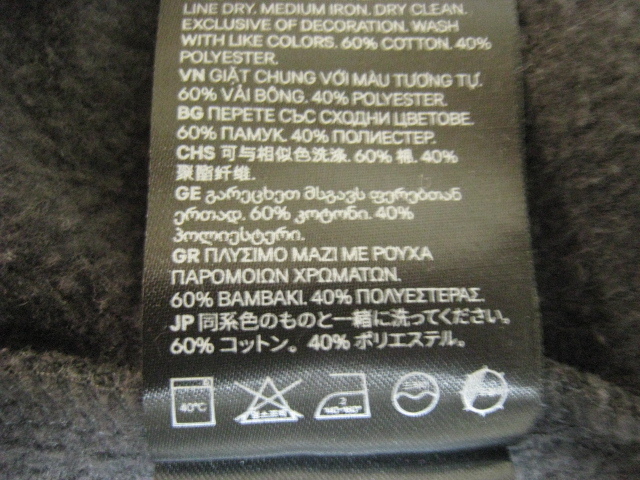 LINE DRY. MEDIUM IRON. DRY CLEAN.
EXCLUSIVE OF DECORATION. WASH
WITH LIKE COLORS. 60% COTTON. 40%
POLYESTER.
VN GIẶT CHUNG VỚI MÀU TƯƠNG TỰ.
60% VẢI BÔNG. 40% POLYESTER.
BG ПЕРЕТЕ СЪС СХОДНИ ЦВЕТОВЕ.
60% ПАМУК. 40% ПОЛИЕСТЕР.
CHS 可与相似色洗涤. 60% 棉. 40%
聚酯纤维.
GE გარეცხეთ მსგავს ფერებთან
ერთად. 60% კოტონი. 40%
პოლიესტერი.
GR ΠΛΥΣΙΜΟ ΜΑΖΙ ΜΕ ΡΟΥΧΑ
ΠΑΡΟΜΟΙΩΝ ΧΡΩΜΑΤΩΝ.
60% ΒΑΜΒΑΚΙ. 40% ΠΟΛΥΕΣΤΕΡΑΣ.
JP 同系色のものと一緒に洗ってください。
60% コットン。40% ポリエステル。
40°C